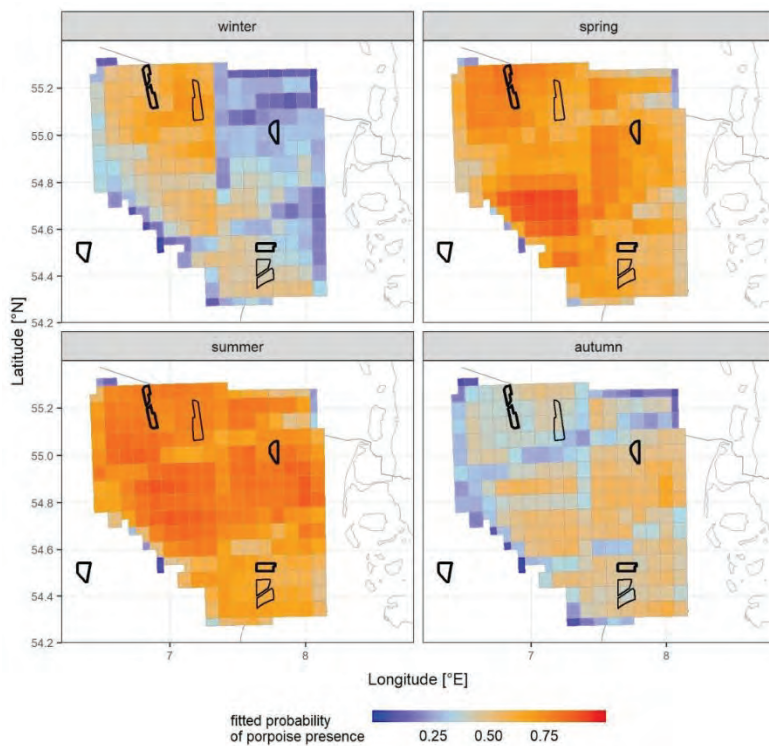 winter
spring
55.2
55.0
54.8
54.6
54.4
54.2
summer
autumn
55.2
55.0
54.8
54.6
54.4
54.2
7
8
7
8
Latitude [°N]
Longitude [°E]
fitted probability
of porpoise presence
0.25
0.50
0.75